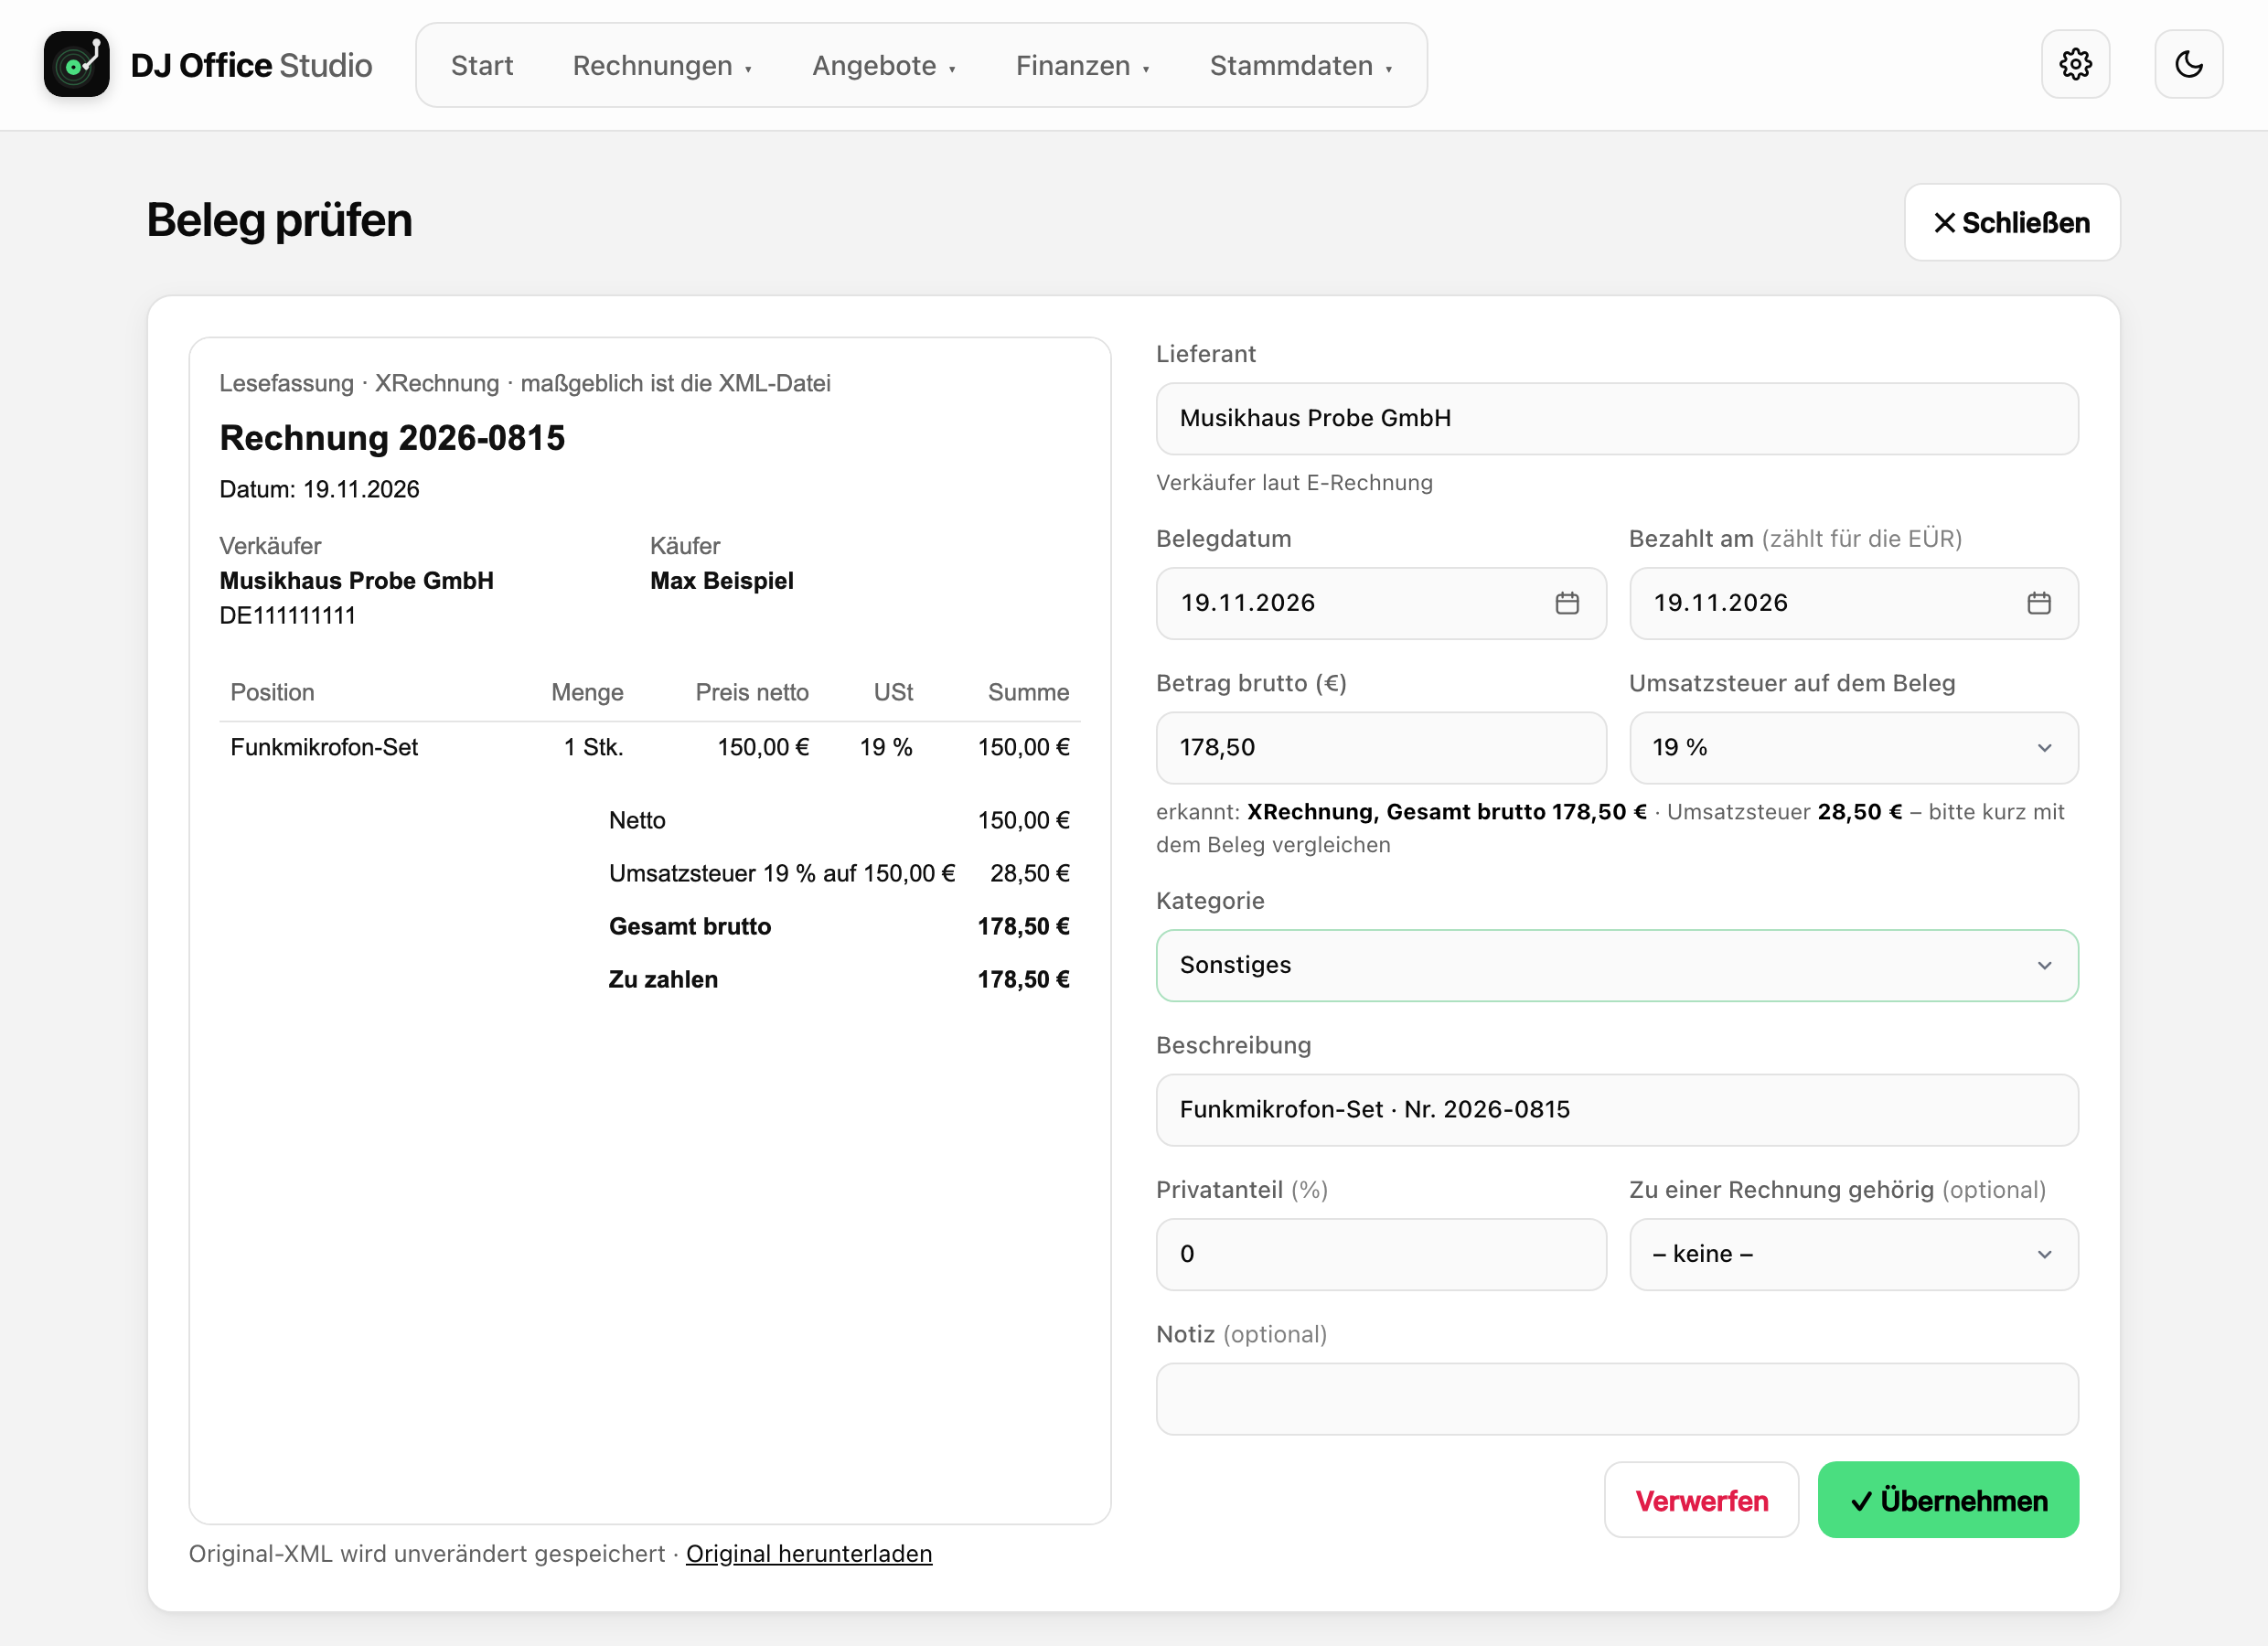 DJ Office Studio
Start
Rechnungen ▾
Angebote ▾
Finanzen ▾
Stammdaten ▾
Beleg prüfen
✕ Schließen
Lesefassung · XRechnung · maßgeblich ist die XML-Datei
Rechnung 2026-0815
Datum: 19.11.2026
Verkäufer Käufer
Musikhaus Probe GmbH Max Beispiel
DE111111111
Position Menge Preis netto USt Summe
Funkmikrofon-Set 1 Stk. 150,00 € 19 % 150,00 €
Netto 150,00 €
Umsatzsteuer 19 % auf 150,00 € 28,50 €
Gesamt brutto 178,50 €
Zu zahlen 178,50 €
Original-XML wird unverändert gespeichert · Original herunterladen
Lieferant
Musikhaus Probe GmbH
Verkäufer laut E-Rechnung
Belegdatum Bezahlt am (zählt für die EÜR)
19.11.2026 19.11.2026
Betrag brutto (€) Umsatzsteuer auf dem Beleg
178,50 19 %
erkannt: XRechnung, Gesamt brutto 178,50 € · Umsatzsteuer 28,50 € – bitte kurz mit
dem Beleg vergleichen
Kategorie
Sonstiges
Beschreibung
Funkmikrofon-Set · Nr. 2026-0815
Privatanteil (%) Zu einer Rechnung gehörig (optional)
0 – keine –
Notiz (optional)
Verwerfen ✓ Übernehmen